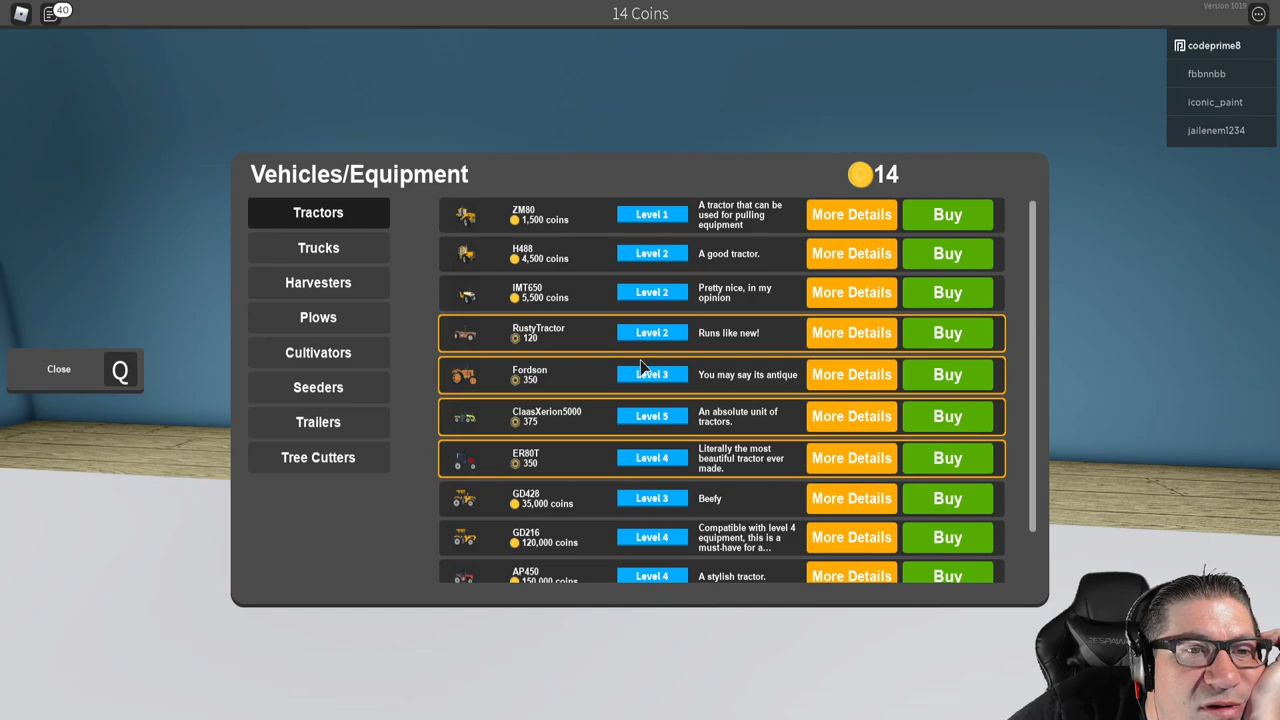 40
14 Coins
Version 1019
codeprime8
fbbnnbb
iconic_paint
jailenem1234
Vehicles/Equipment
14
Tractors
Trucks
Harvesters
Plows
Cultivators
Seeders
Trailers
Tree Cutters
Close
Q
ZM80
1,500 coins
Level 1
A tractor that can be
used for pulling
equipment
More Details
Buy
H488
4,500 coins
Level 2
A good tractor.
More Details
Buy
IMT650
5,500 coins
Level 2
Pretty nice, in my
opinion
More Details
Buy
RustyTractor
120
Level 2
Runs like new!
More Details
Buy
Fordson
350
Level 3
You may say its antique
More Details
Buy
ClaasXerion5000
375
Level 5
An absolute unit of
tractors.
More Details
Buy
ER80T
350
Level 4
Literally the most
beautiful tractor ever
made.
More Details
Buy
GD428
35,000 coins
Level 3
Beefy
More Details
Buy
GD216
120,000 coins
Level 4
Compatible with level 4
equipment, this is a
must-have for a...
More Details
Buy
AP450
150,000 coins
Level 4
A stylish tractor.
More Details
Buy
RESPAWN